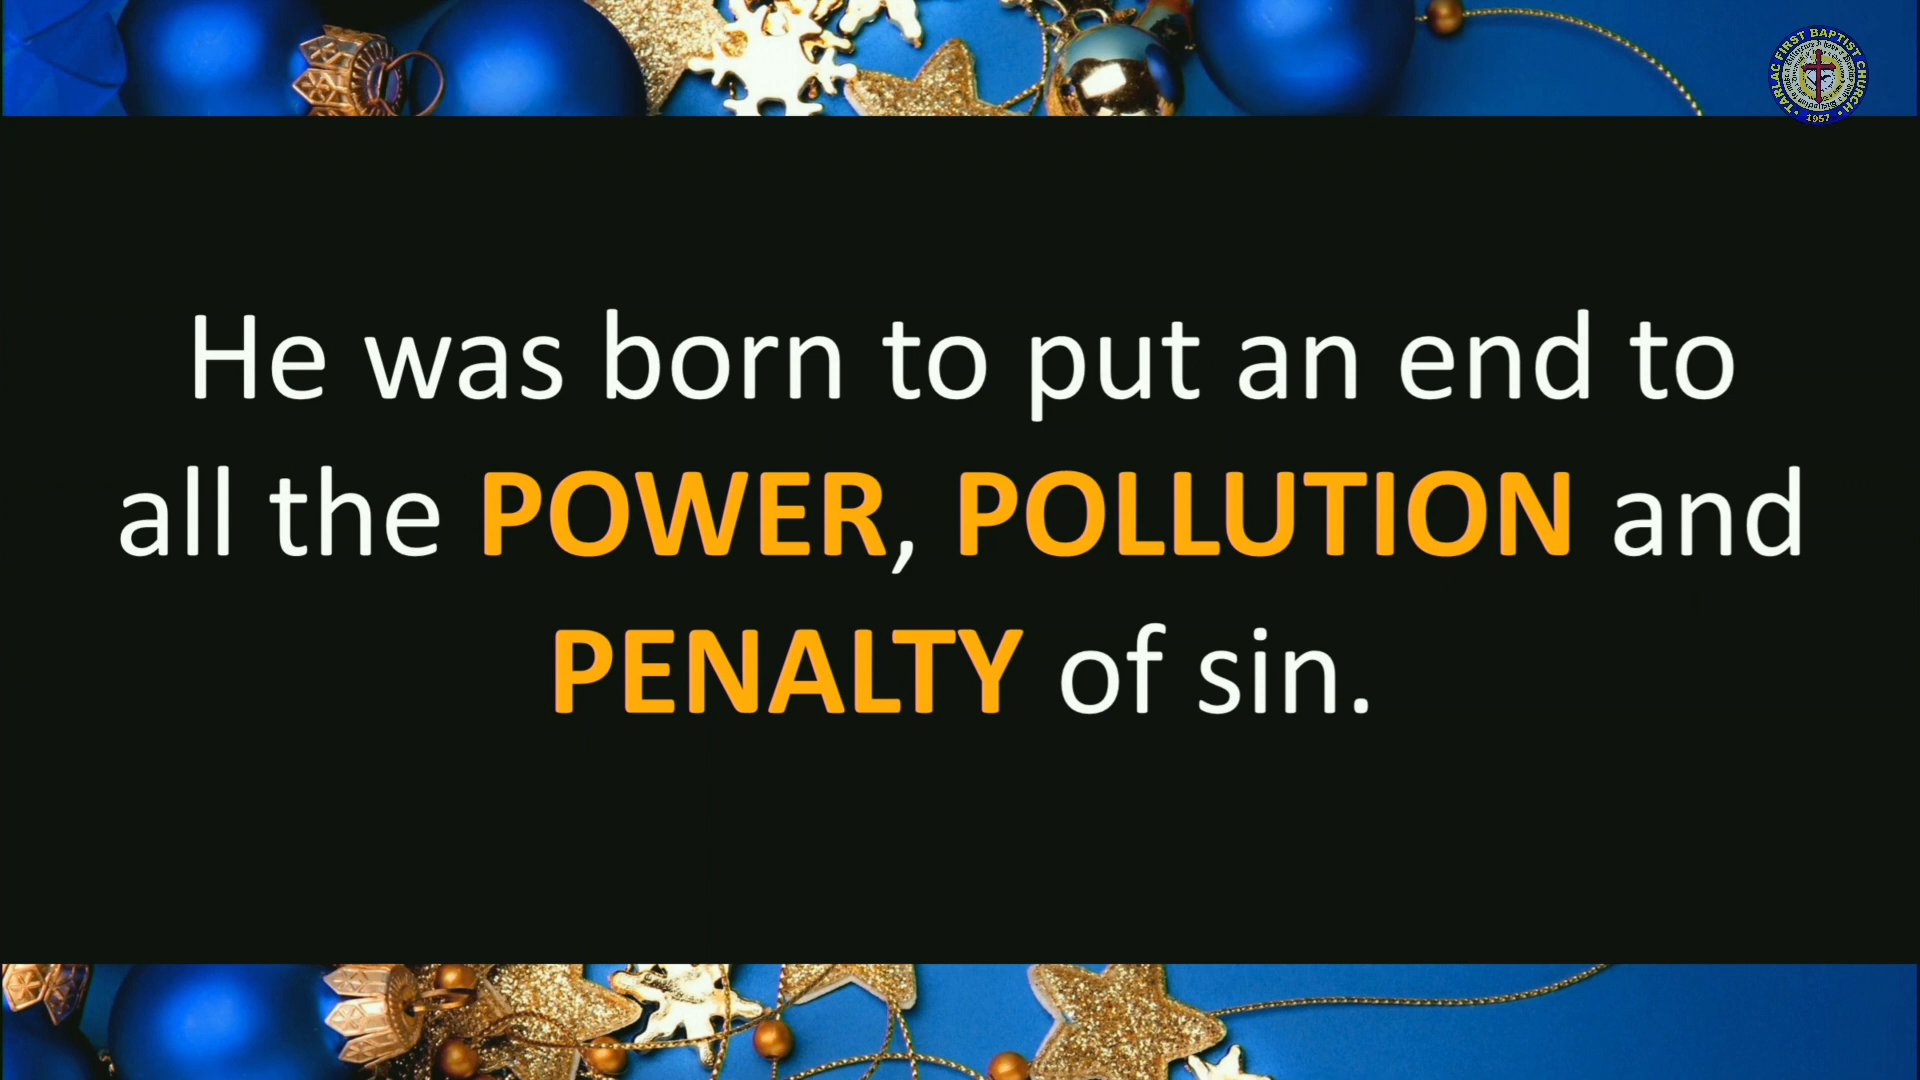 TARLAC FIRST BAPTIST CHURCH
1957
He was born to put an end to
all the POWER, POLLUTION and
PENALTY of sin.